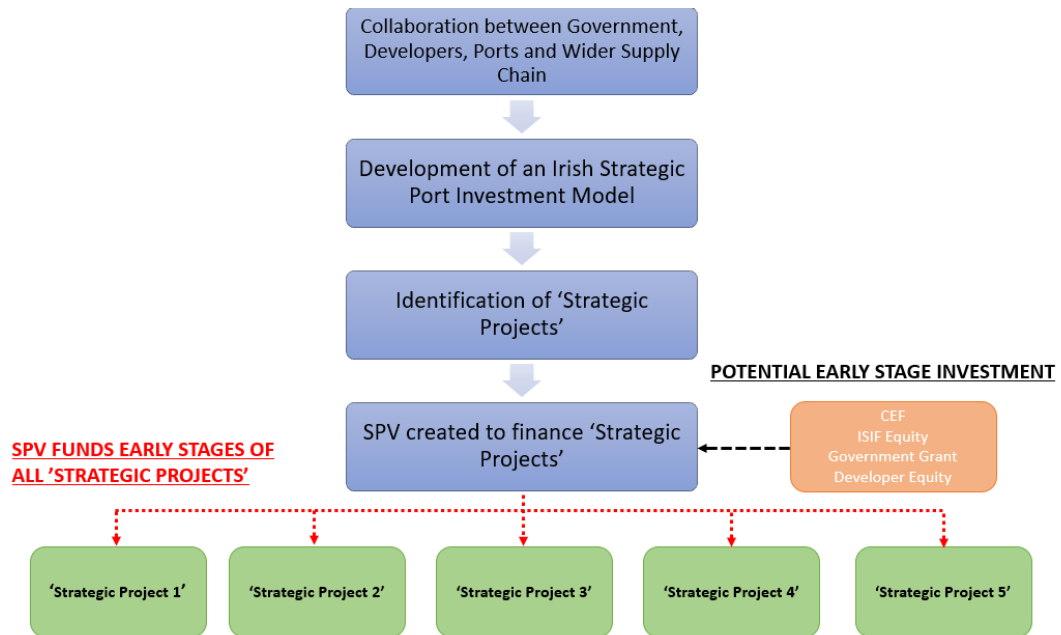 Collaboration between Government,
Developers, Ports and Wider Supply
Chain
Development of an Irish Strategic
Port Investment Model
Identification of ‘Strategic
Projects’
POTENTIAL EARLY STAGE INVESTMENT
SPV created to finance ‘Strategic
Projects’
CEF
ISIF Equity
Government Grant
Developer Equity
SPV FUNDS EARLY STAGES OF
ALL ’STRATEGIC PROJECTS’
‘Strategic Project 1’
‘Strategic Project 2’
‘Strategic Project 3’
‘Strategic Project 4’
‘Strategic Project 5’